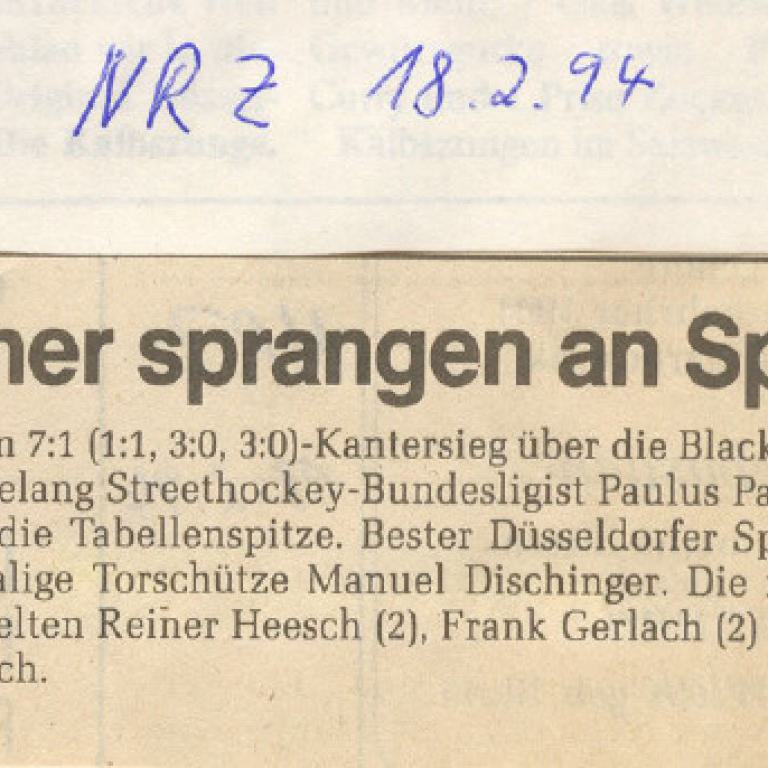 NRZ 18.2.94
ner sprangen an Sp
n 7:1 (1:1, 3:0, 3:0)-Kantersieg über die Black
elang Streethockey-Bundesligist Paulus Pa
die Tabellenspitze. Bester Düsseldorfer Sp
alige Torschütze Manuel Dischinger. Die
elten Reiner Heesch (2), Frank Gerlach (2)
ch.